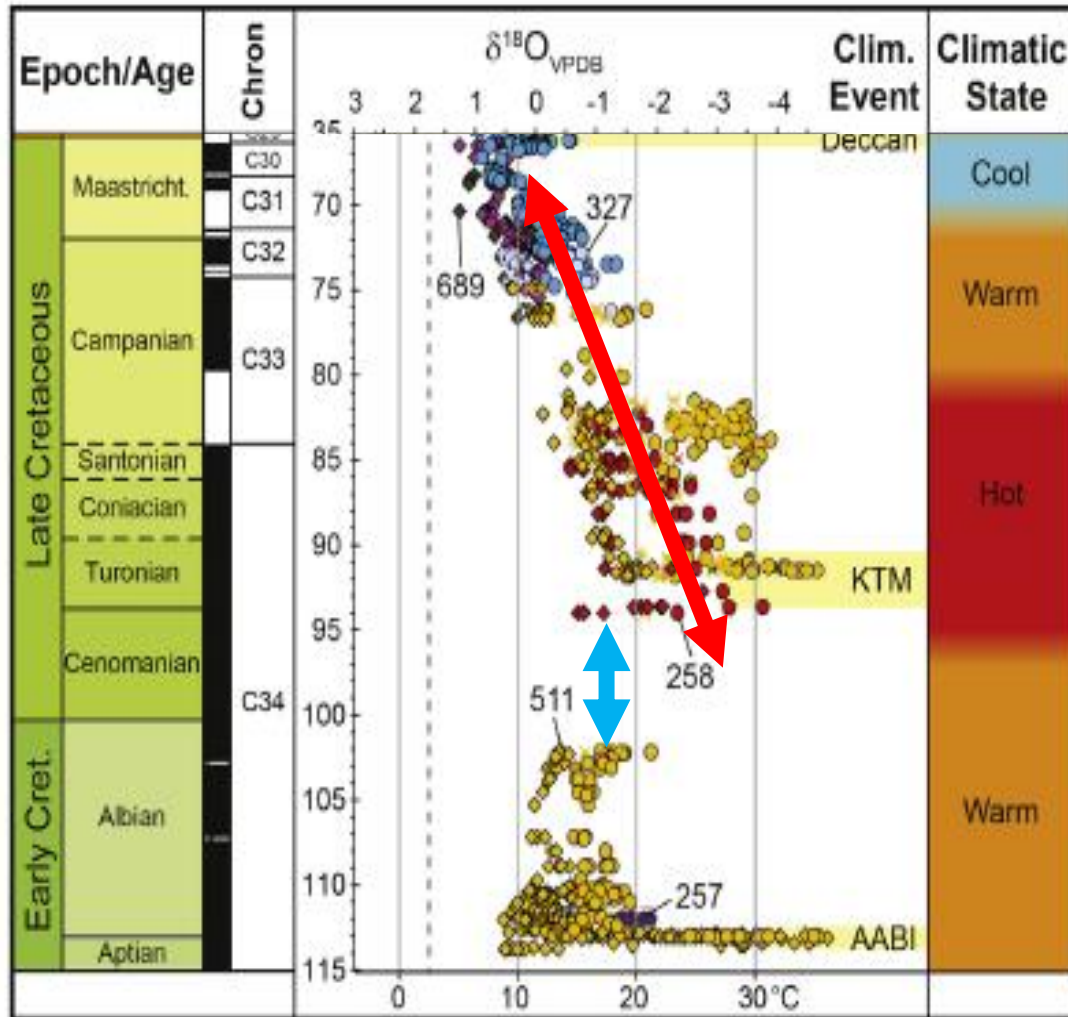 Epoch/Age
Chron
δ¹⁸O VPDB
3 2 1 0 -1 -2 -3 -4
Clim.
Event
Climatic
State
Late Cretaceous
Early Cret.
Maastricht.
Campanian
Santonian
Coniacian
Turonian
Cenomanian
Albian
Aptian
C30
C31
C32
C33
C34
70
75
80
85
90
95
100
105
110
115
Deccan
327
689
KTM
258
511
257
AABI
Cool
Warm
Hot
Warm
0 10 20 30 °C